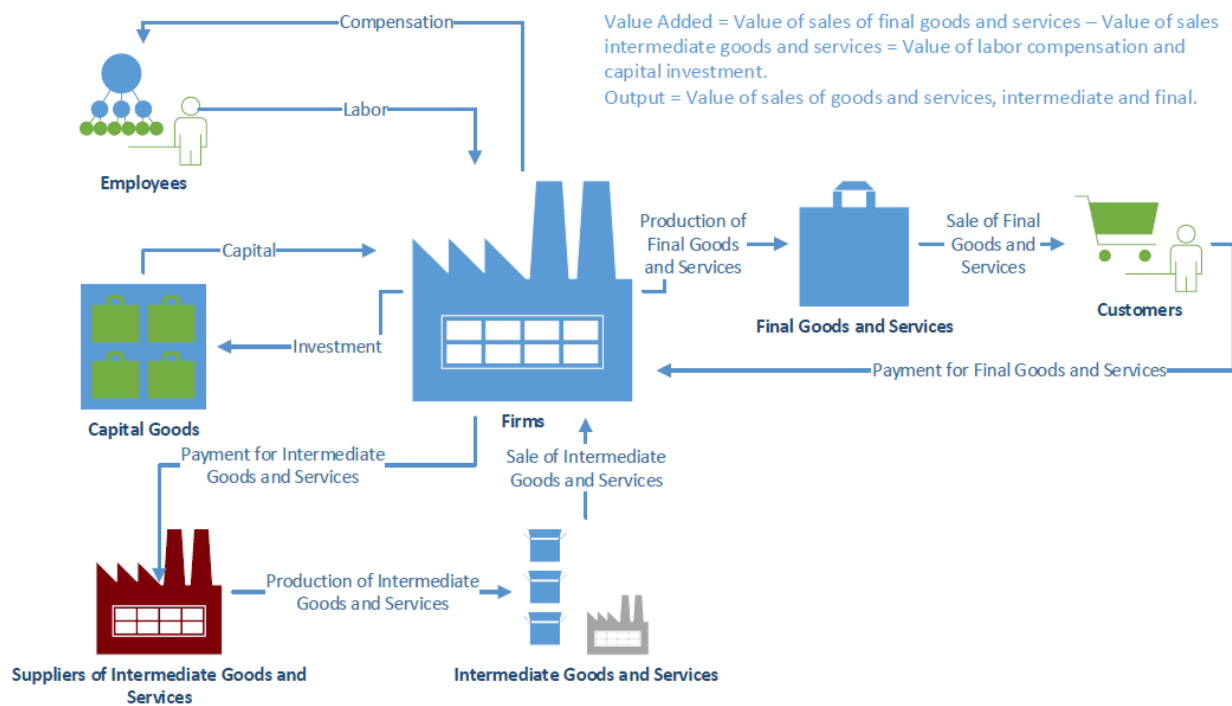 Compensation
Value Added = Value of sales of final goods and services – Value of sales
intermediate goods and services = Value of labor compensation and
capital investment.
Output = Value of sales of goods and services, intermediate and final.
Labor
Employees
Capital
Production of
Final Goods
and Services
Sale of Final
Goods and
Services
Customers
Final Goods and Services
Investment
Payment for Final Goods and Services
Capital Goods
Firms
Payment for Intermediate
Goods and Services
Sale of Intermediate
Goods and Services
Production of Intermediate
Goods and Services
Suppliers of Intermediate Goods and
Services
Intermediate Goods and Services